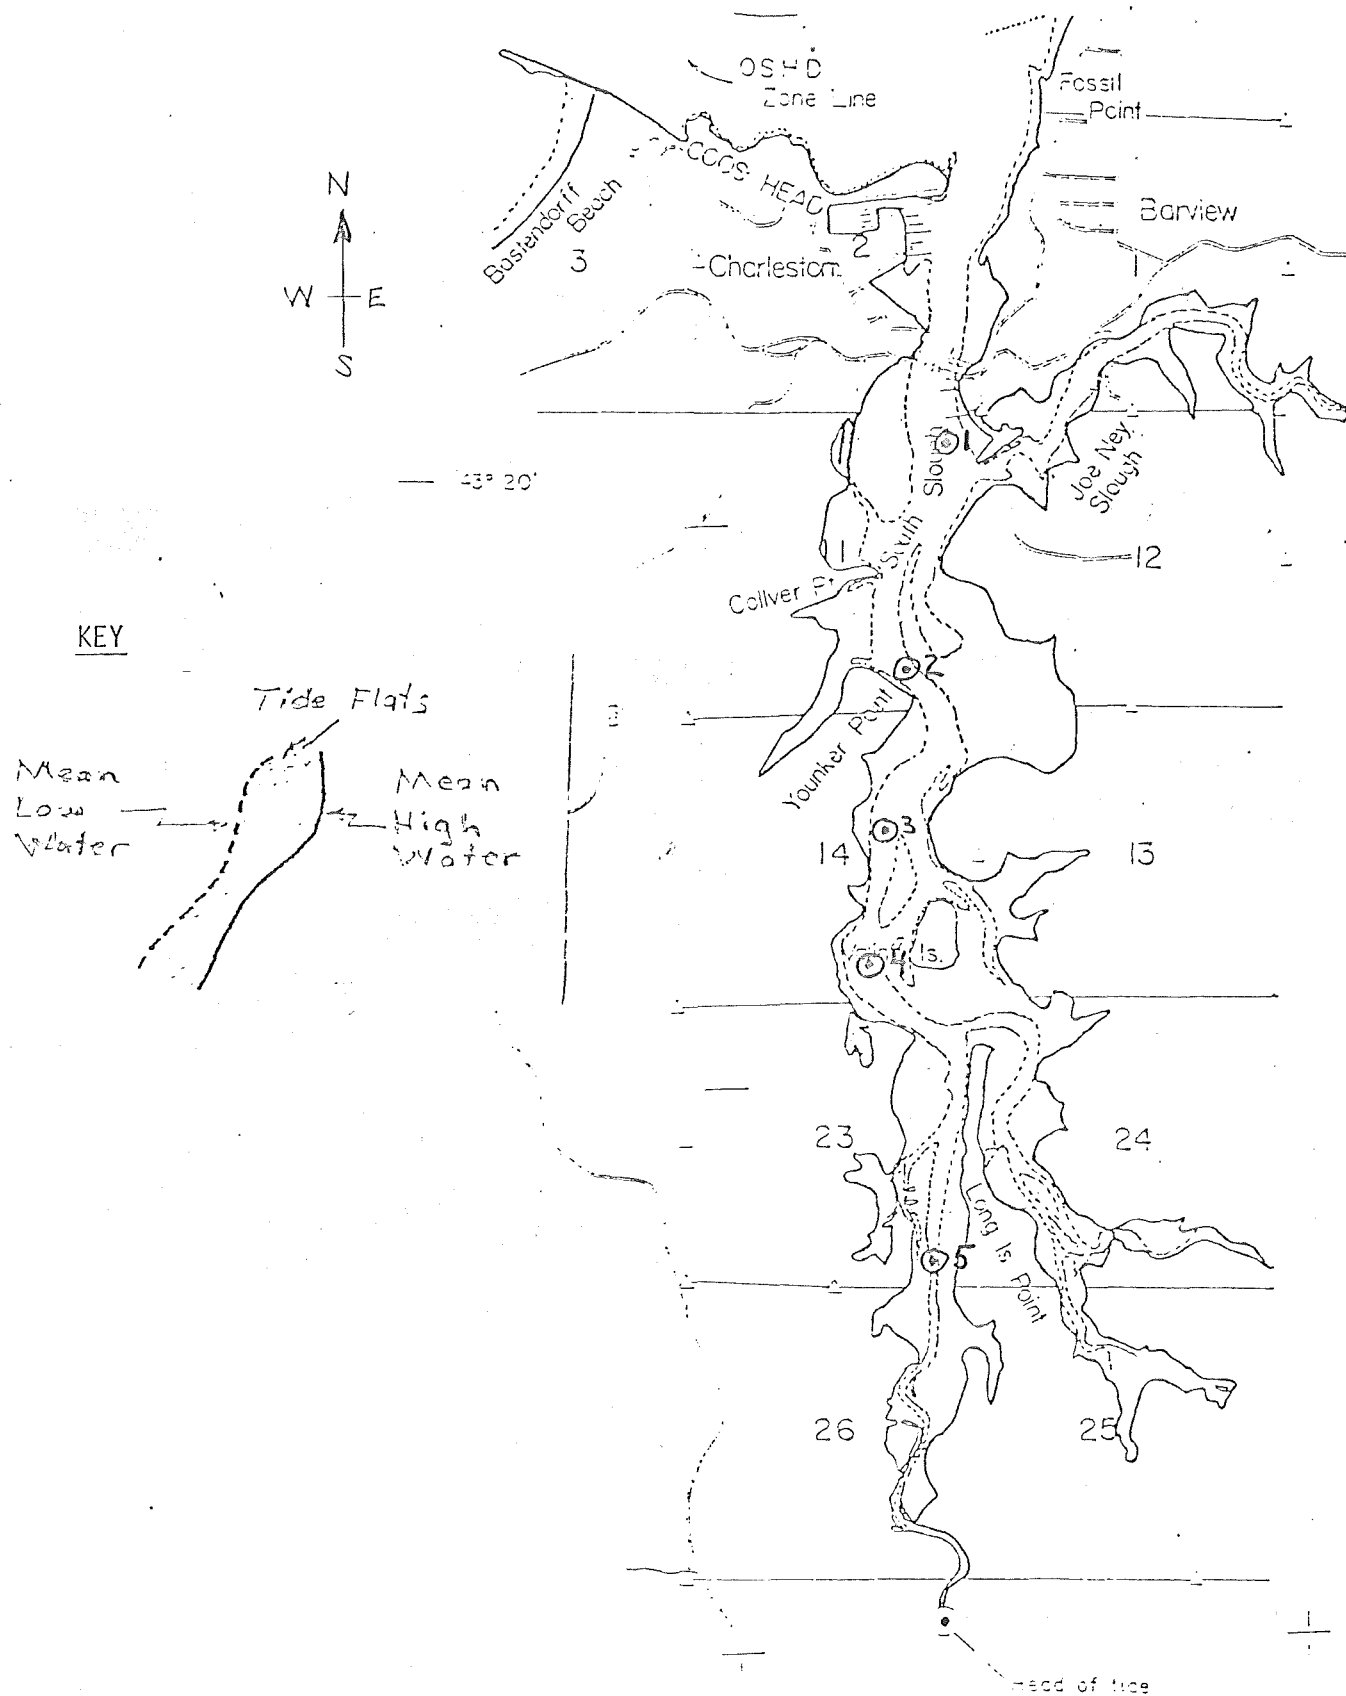 OSHD
Zone Line
Fossil
Point
N
W E
S
COOS HEAD
Bastendorff
Beach
3
2
Charleston
Barview
1
1
South Slough
Joe Ney
Slough
43° 20'
11
12
Collver Pt
KEY
Tide Flats
Mean
Low
Water
Mean
High
Water
2
Younker Point
3
14
13
4
Is.
23
24
Long Is Point
5
26
25
Head of tide